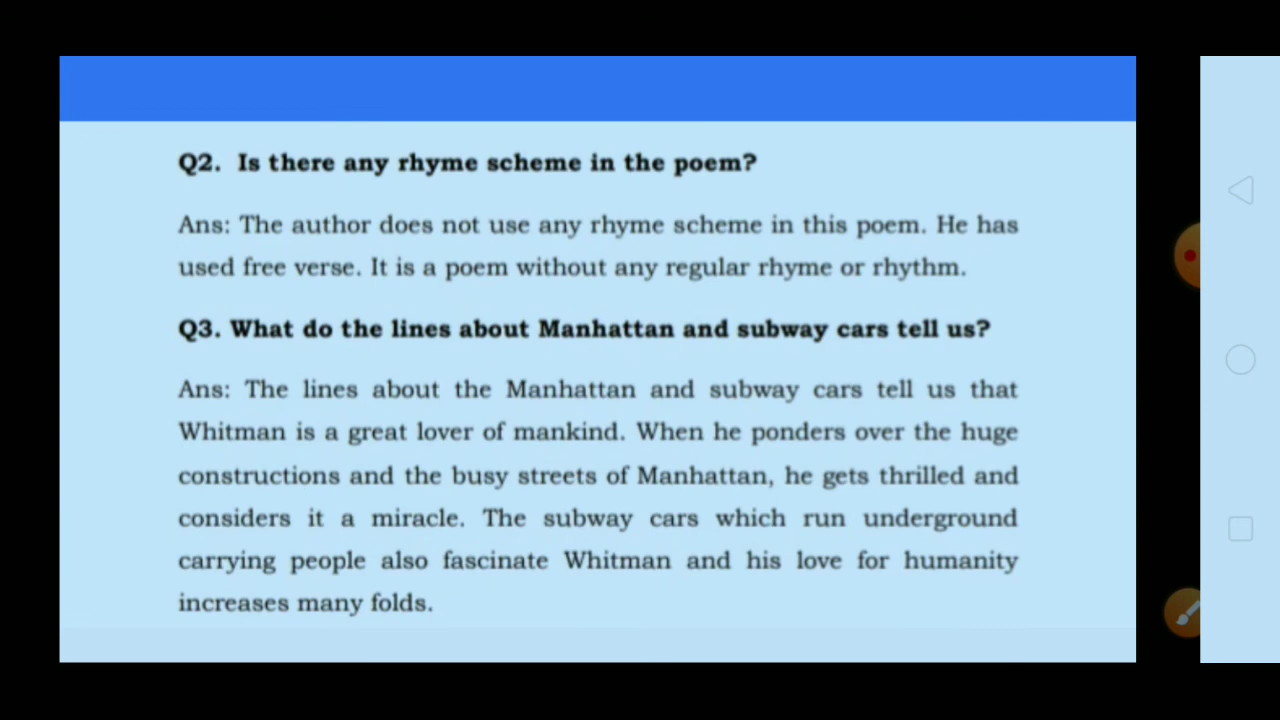 Q2. Is there any rhyme scheme in the poem?
Ans: The author does not use any rhyme scheme in this poem. He has
used free verse. It is a poem without any regular rhyme or rhythm.
Q3. What do the lines about Manhattan and subway cars tell us?
Ans: The lines about the Manhattan and subway cars tell us that
Whitman is a great lover of mankind. When he ponders over the huge
constructions and the busy streets of Manhattan, he gets thrilled and
considers it a miracle. The subway cars which run underground
carrying people also fascinate Whitman and his love for humanity
increases many folds.